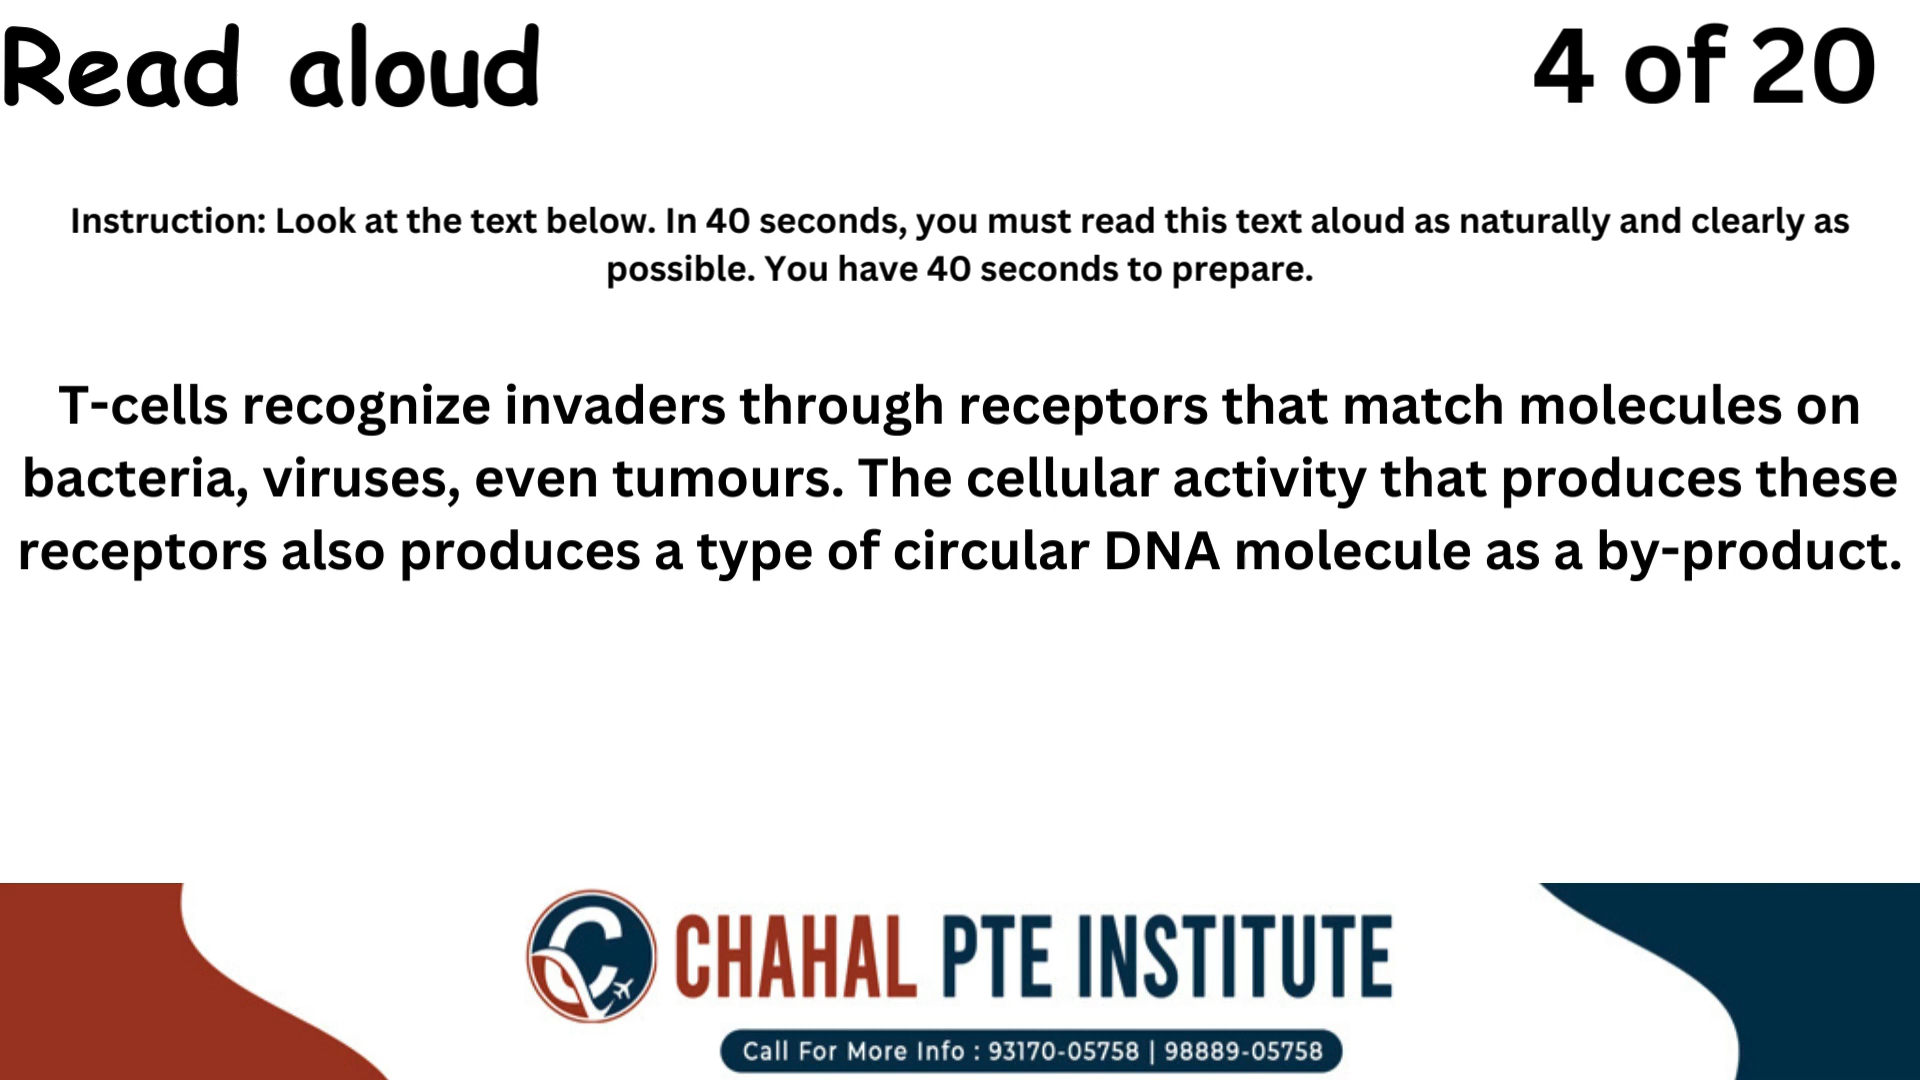 Read aloud
4 of 20
Instruction: Look at the text below. In 40 seconds, you must read this text aloud as naturally and clearly as
possible. You have 40 seconds to prepare.
T-cells recognize invaders through receptors that match molecules on
bacteria, viruses, even tumours. The cellular activity that produces these
receptors also produces a type of circular DNA molecule as a by-product.
CHAHAL PTE INSTITUTE
Call For More Info : 93170-05758 | 98889-05758